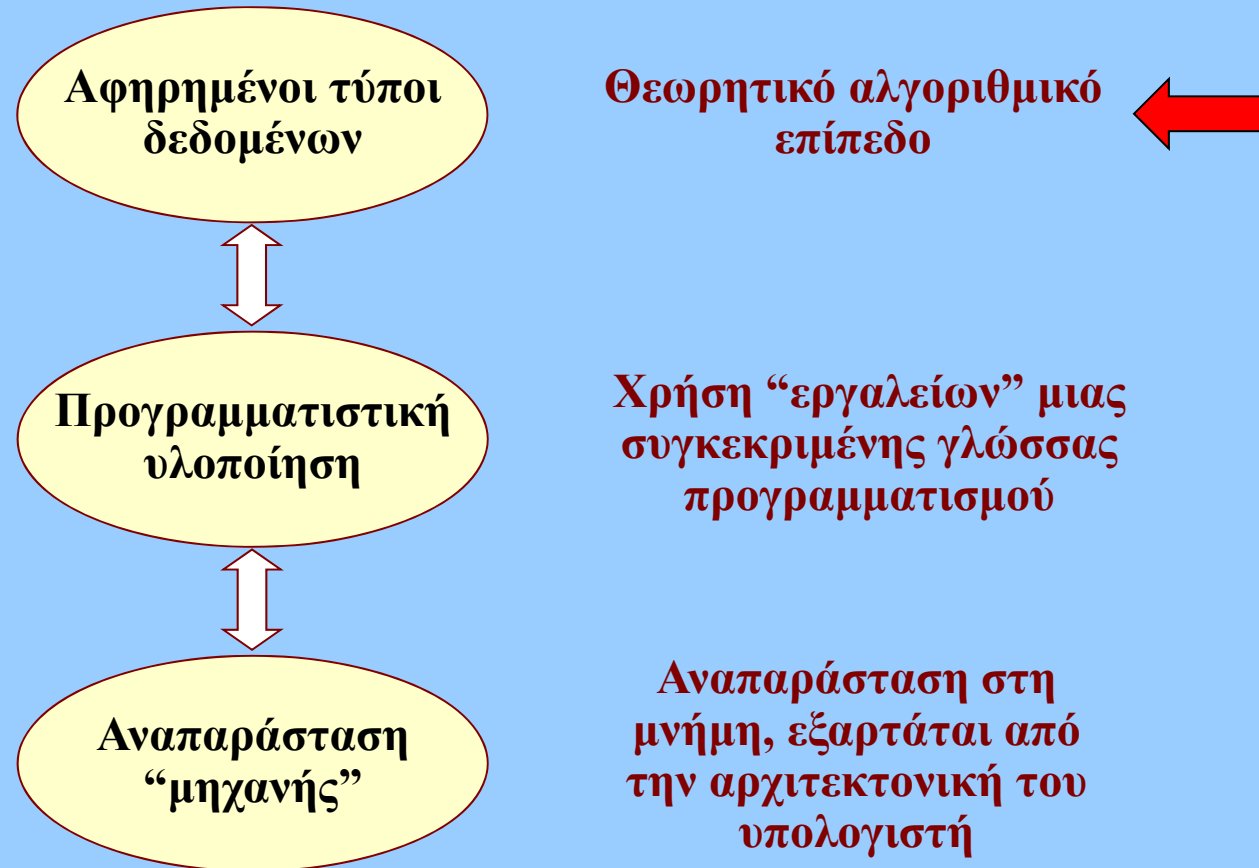 Αφηρημένοι τύποι
δεδομένων
Θεωρητικό αλγοριθμικό
επίπεδο
Προγραμματιστική
υλοποίηση
Χρήση “εργαλείων” μιας
συγκεκριμένης γλώσσας
προγραμματισμού
Αναπαράσταση
“μηχανής”
Αναπαράσταση στη
μνήμη, εξαρτάται από
την αρχιτεκτονική του
υπολογιστή